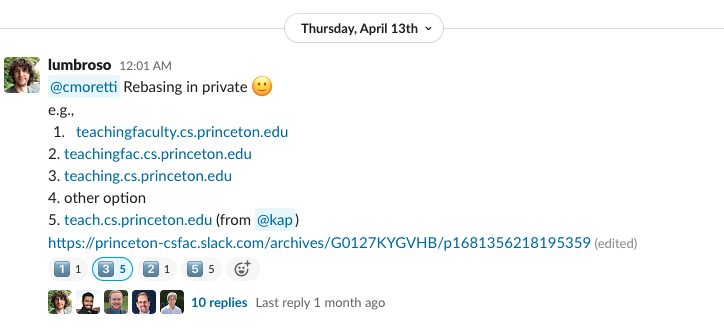 Thursday, April 13th
lumbroso 12:01 AM
@cmoretti Rebasing in private
e.g.,
1. teachingfaculty.cs.princeton.edu
2. teachingfac.cs.princeton.edu
3. teaching.cs.princeton.edu
4. other option
5. teach.cs.princeton.edu (from @kap)
https://princeton-csfac.slack.com/archives/G0127KYGVHB/p1681356218195359 (edited)
1 1 3 5 2 1 5 5
10 replies Last reply 1 month ago